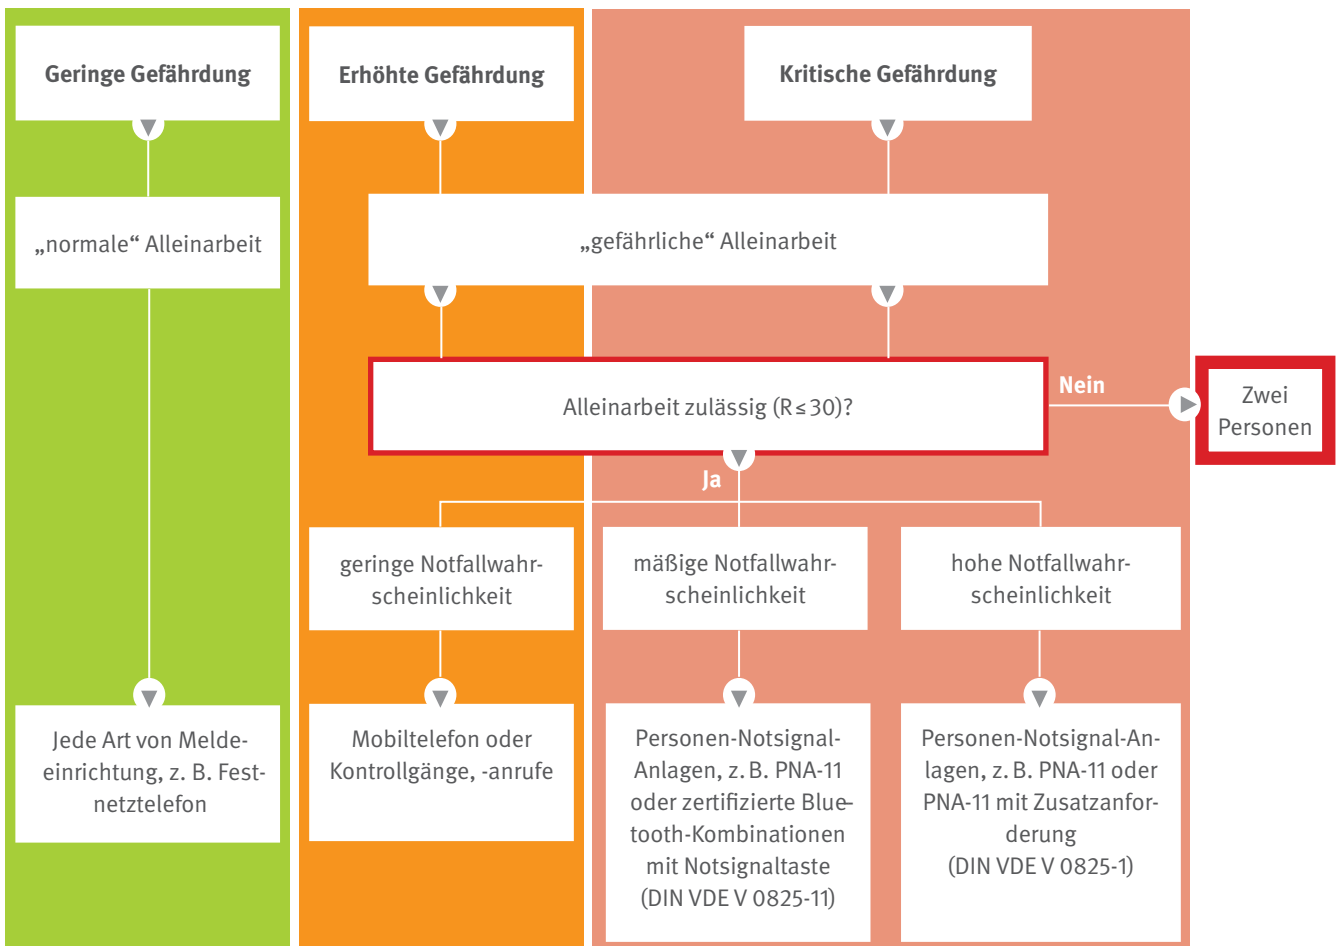 Geringe Gefährdung
Erhöhte Gefährdung
Kritische Gefährdung
„normale“ Alleinarbeit
„gefährliche“ Alleinarbeit
Alleinarbeit zulässig (R ≤ 30)?
Nein
Zwei
Personen
Ja
geringe Notfallwahr-
scheinlichkeit
mäßige Notfallwahr-
scheinlichkeit
hohe Notfallwahr-
scheinlichkeit
Jede Art von Melde-
einrichtung, z. B. Fest-
netztelefon
Mobiltelefon oder
Kontrollgänge, -anrufe
Personen-Notsignal-
Anlagen, z. B. PNA-11
oder zertifizierte Blue-
tooth-Kombinationen
mit Notsignaltaste
(DIN VDE V 0825-11)
Personen-Notsignal-An-
lagen, z. B. PNA-11 oder
PNA-11 mit Zusatzanfor-
derung
(DIN VDE V 0825-1)